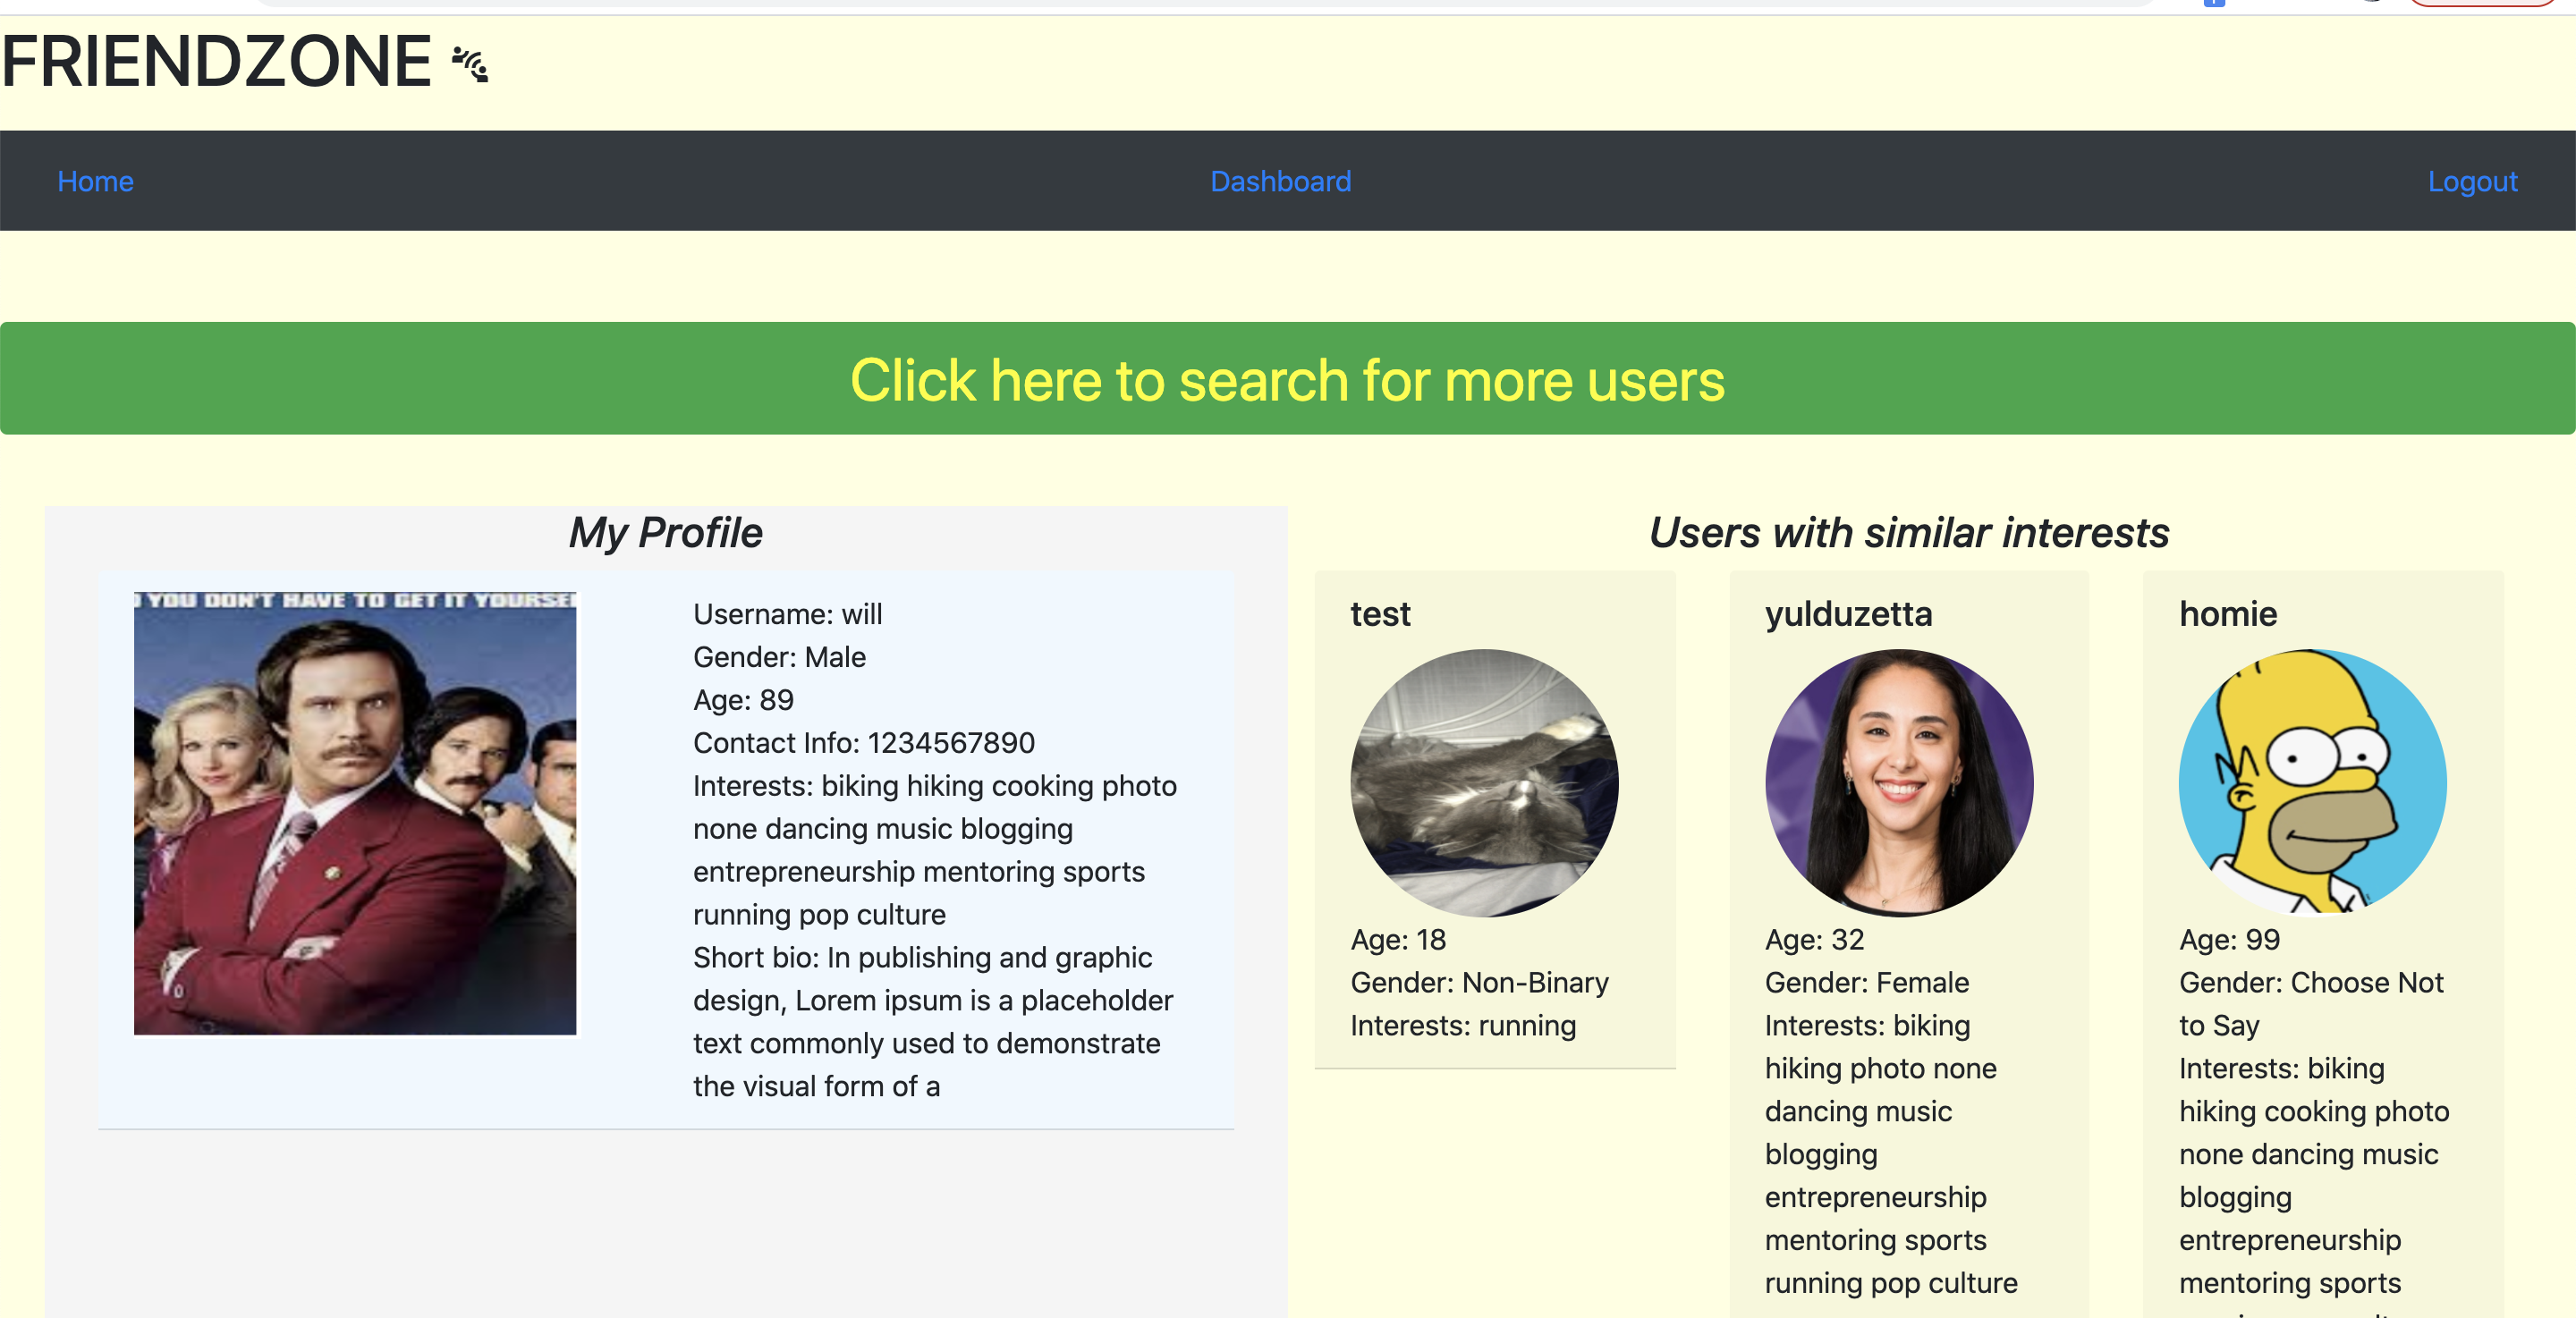 FRIENDZONE
Home
Dashboard
Logout
Click here to search for more users
My Profile
YOU DON'T HAVE TO GET IT YOURSEL
Username: will
Gender: Male
Age: 89
Contact Info: 1234567890
Interests: biking hiking cooking photo
none dancing music blogging
entrepreneurship mentoring sports
running pop culture
Short bio: In publishing and graphic
design, Lorem ipsum is a placeholder
text commonly used to demonstrate
the visual form of a
Users with similar interests
test
Age: 18
Gender: Non-Binary
Interests: running
yulduzetta
Age: 32
Gender: Female
Interests: biking
hiking photo none
dancing music
blogging
entrepreneurship
mentoring sports
running pop culture
homie
Age: 99
Gender: Choose Not
to Say
Interests: biking
hiking cooking photo
none dancing music
blogging
entrepreneurship
mentoring sports